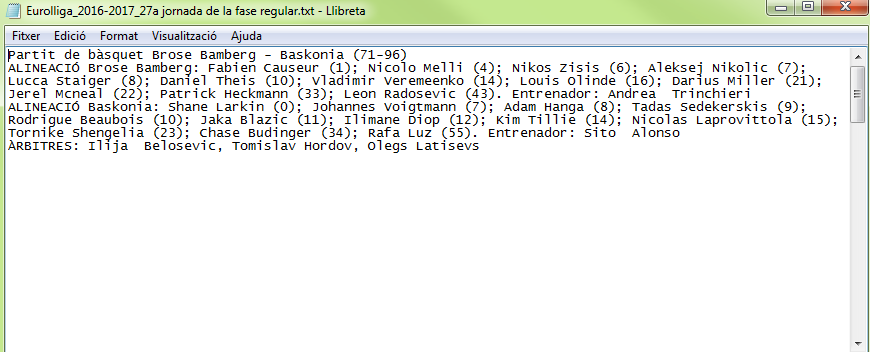 Eurolliga_2016-2017_27a jornada de la fase regular.txt - Llibreta
Fitxer Edició Format Visualització Ajuda
Partit de bàsquet Brose Bamberg - Baskonia (71-96)
ALINEACIÓ Brose Bamberg: Fabien Causeur (1); Nicolo Melli (4); Nikos Zisis (6); Aleksej Nikolic (7);
Lucca Staiger (8); Daniel Theis (10); Vladimir Veremeenko (14); Louis Olinde (16); Darius Miller (21);
Jerel Mcneal (22); Patrick Heckmann (33); Leon Radosevic (43). Entrenador: Andrea  Trinchieri
ALINEACIÓ Baskonia: Shane Larkin (0); Johannes Voigtmann (7); Adam Hanga (8); Tadas Sedekerskis (9);
Rodrigue Beaubois (10); Jaka Blazic (11); Ilimane Diop (12); Kim Tillie (14); Nicolas Laprovittola (15);
Tornike Shengelia (23); Chase Budinger (34); Rafa Luz (55). Entrenador: Sito  Alonso
ÀRBITRES: Ilija  Belosevic, Tomislav Hordov, Olegs Latisevs